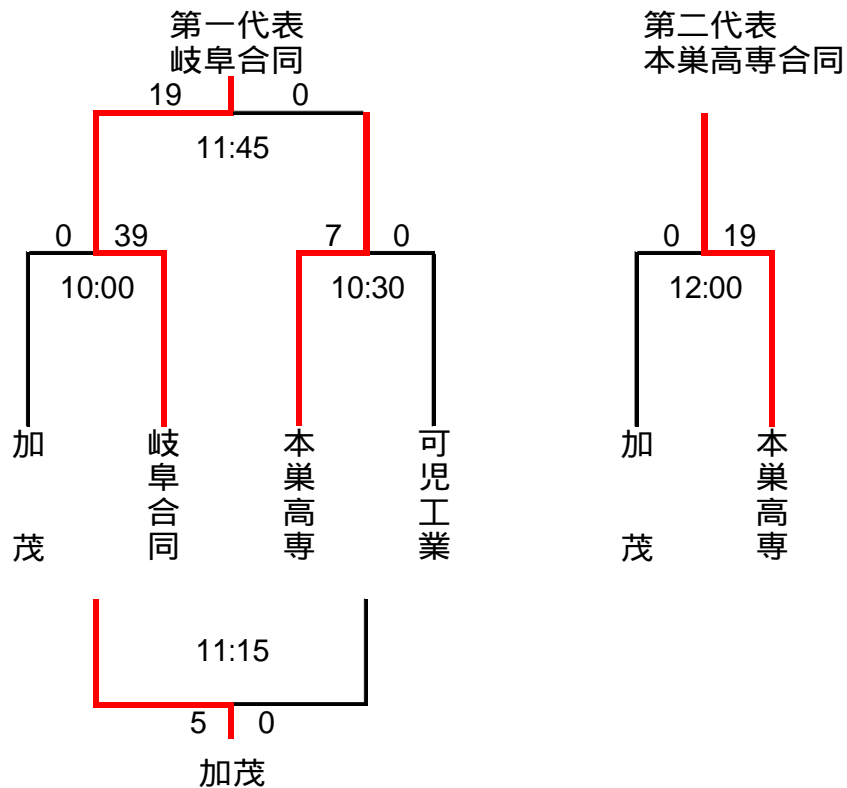 第一代表
岐阜合同
19 0
11:45
0 39
10:00
7 0
10:30
加茂
岐阜合同
本巣高専
可児工業
11:15
5 0
加茂
第二代表
本巣高専合同
0 19
12:00
加茂
本巣高専